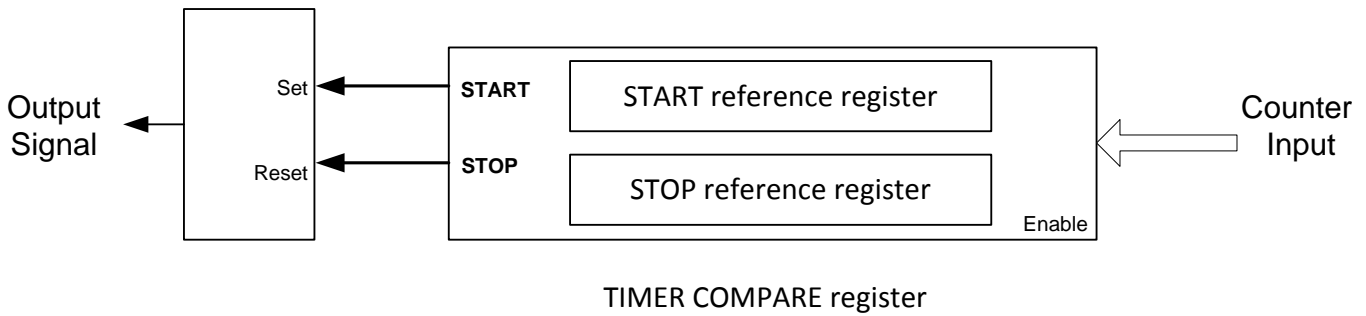 Output
Signal
Set
Reset
START
STOP
START reference register
STOP reference register
Enable
Counter
Input
TIMER COMPARE register